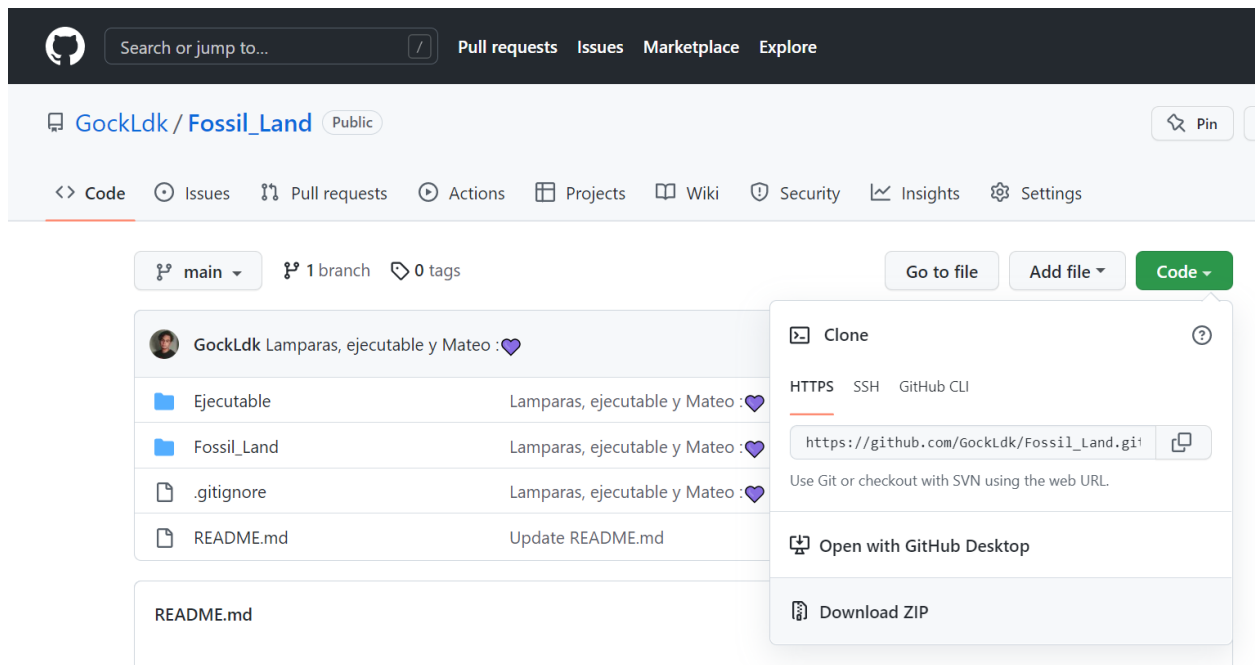 Search or jump to... / Pull requests Issues Marketplace Explore
GockLdk / Fossil_Land Public Pin
Code Issues Pull requests Actions Projects Wiki Security Insights Settings
main 1 branch 0 tags Go to file Add file Code
GockLdk Lamparas, ejecutable y Mateo :💜
Ejecutable Lamparas, ejecutable y Mateo :💜
Fossil_Land Lamparas, ejecutable y Mateo :💜
.gitignore Lamparas, ejecutable y Mateo :💜
README.md Update README.md
README.md
Clone
HTTPS SSH GitHub CLI
https://github.com/GockLdk/Fossil_Land.git
Use Git or checkout with SVN using the web URL.
Open with GitHub Desktop
Download ZIP